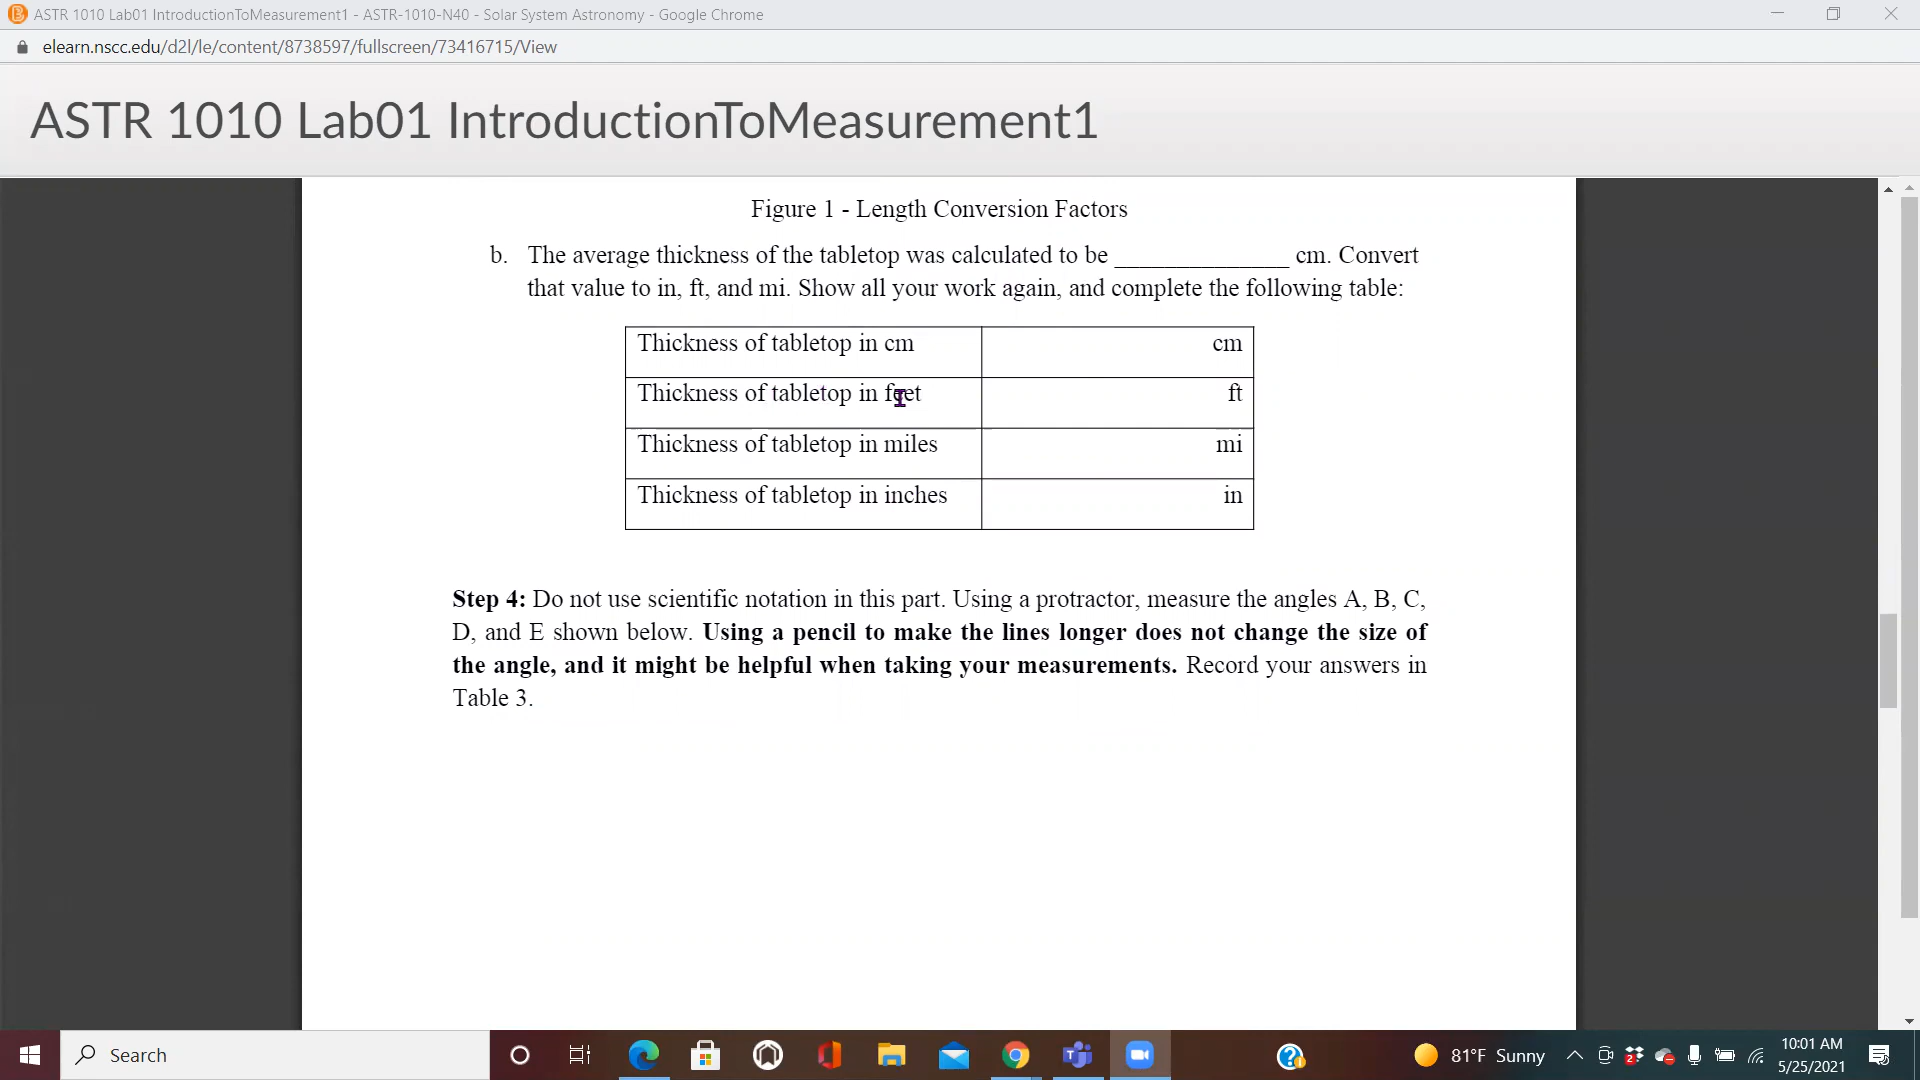 ASTR 1010 Lab01 IntroductionToMeasurement1 - ASTR-1010-N40 - Solar System Astronomy - Google Chrome
elearn.nscc.edu/d2l/le/content/8738597/fullscreen/73416715/View
ASTR 1010 Lab01 IntroductionToMeasurement1
Figure 1 - Length Conversion Factors
b. The average thickness of the tabletop was calculated to be ______________ cm. Convert
that value to in, ft, and mi. Show all your work again, and complete the following table:
Thickness of tabletop in cm cm
Thickness of tabletop in feet ft
Thickness of tabletop in miles mi
Thickness of tabletop in inches in
Step 4: Do not use scientific notation in this part. Using a protractor, measure the angles A, B, C,
D, and E shown below. Using a pencil to make the lines longer does not change the size of
the angle, and it might be helpful when taking your measurements. Record your answers in
Table 3.
Search
81°F Sunny
10:01 AM
5/25/2021